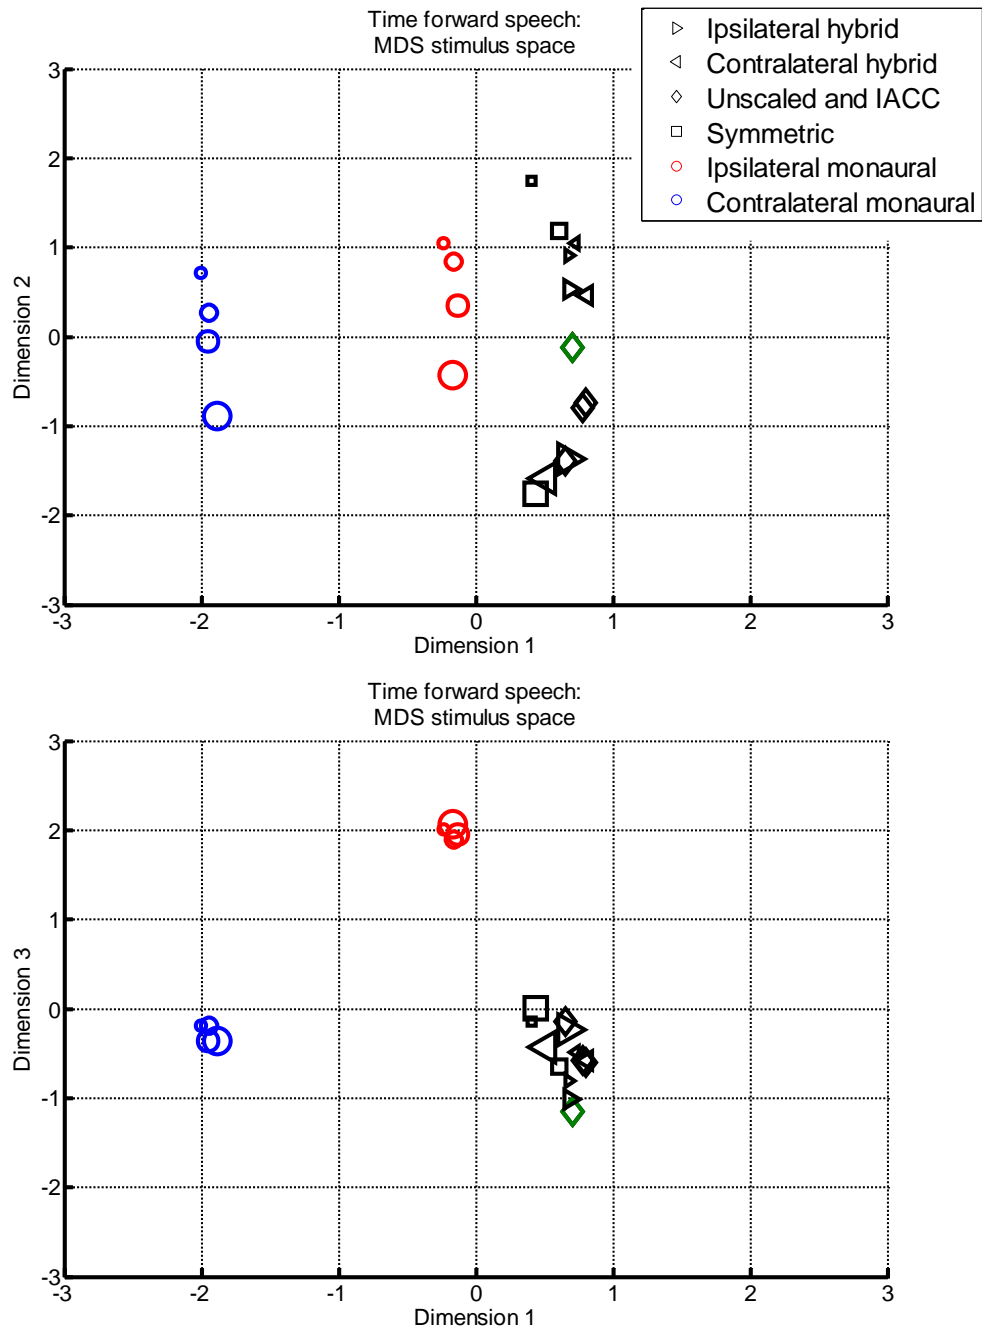 Time forward speech:
MDS stimulus space
Ipsilateral hybrid
Contralateral hybrid
Unscaled and IACC
Symmetric
Ipsilateral monaural
Contralateral monaural
3
2
1
0
-1
-2
-3
Dimension 2
-3
-2
-1
0
1
2
3
Dimension 1
Time forward speech:
MDS stimulus space
3
2
1
0
-1
-2
-3
Dimension 3
-3
-2
-1
0
1
2
3
Dimension 1